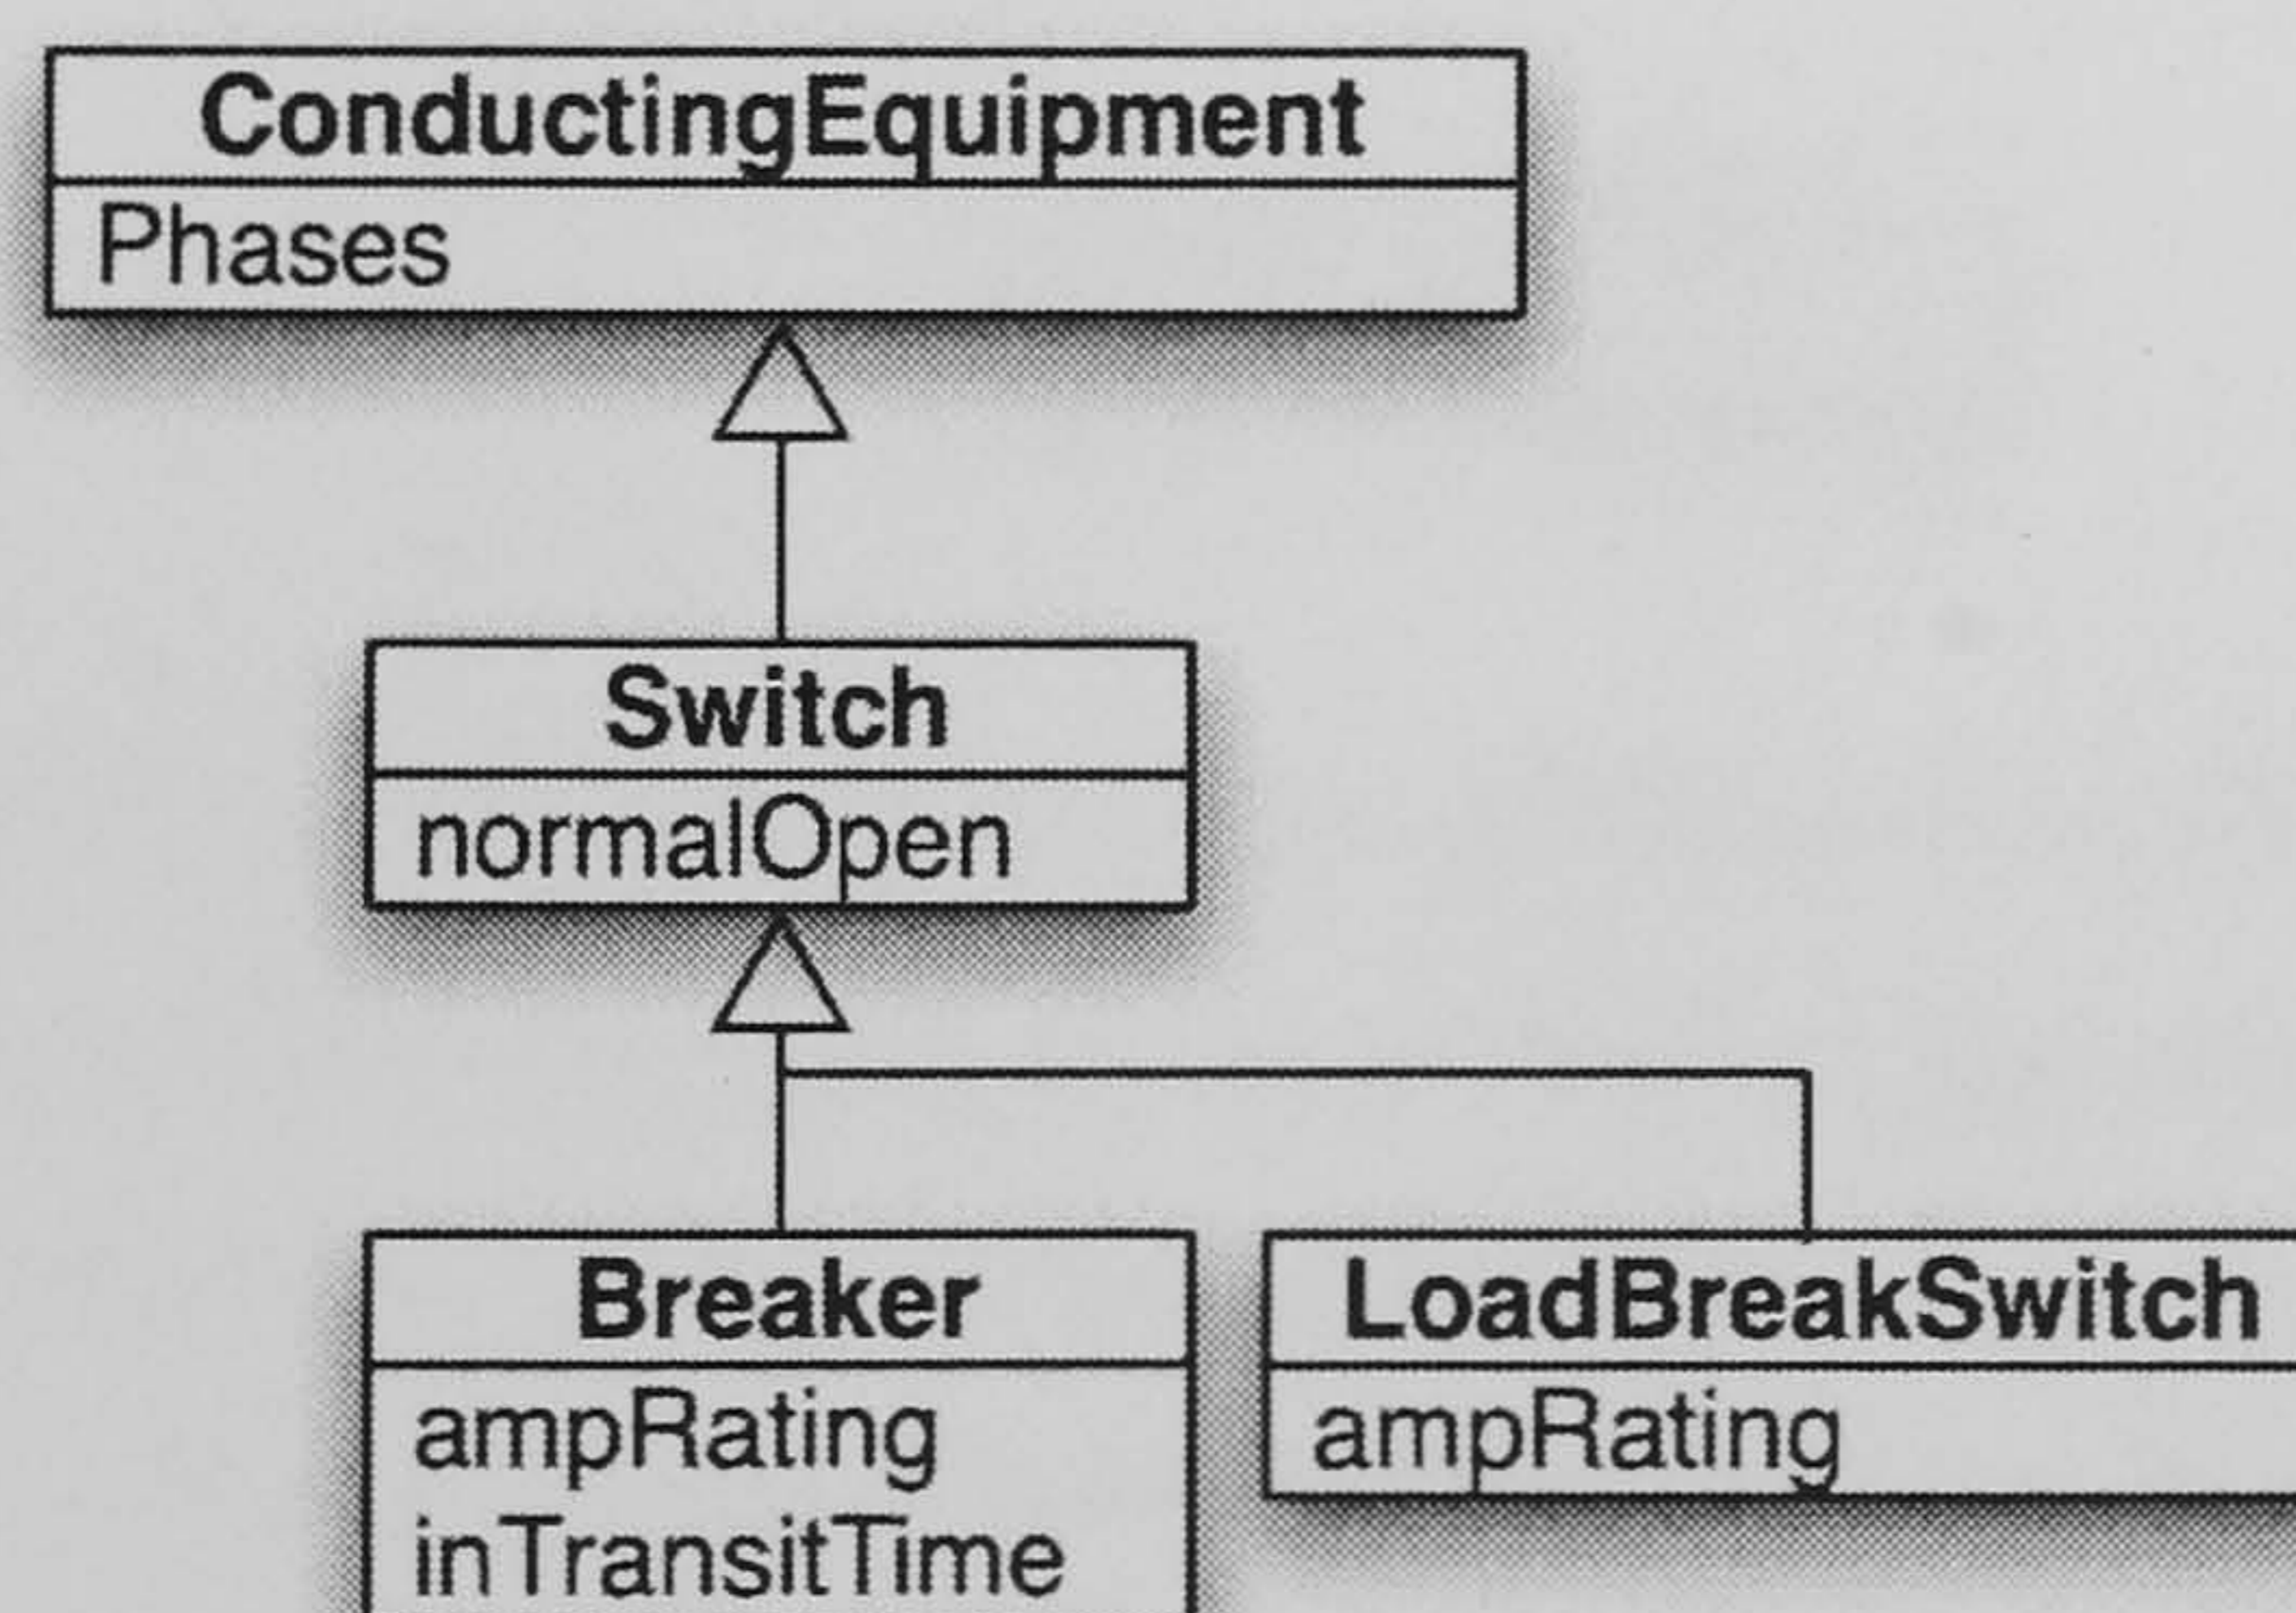 ConductingEquipment
Phases
Switch
normalOpen
Breaker
ampRating
inTransitTime
LoadBreakSwitch
ampRating